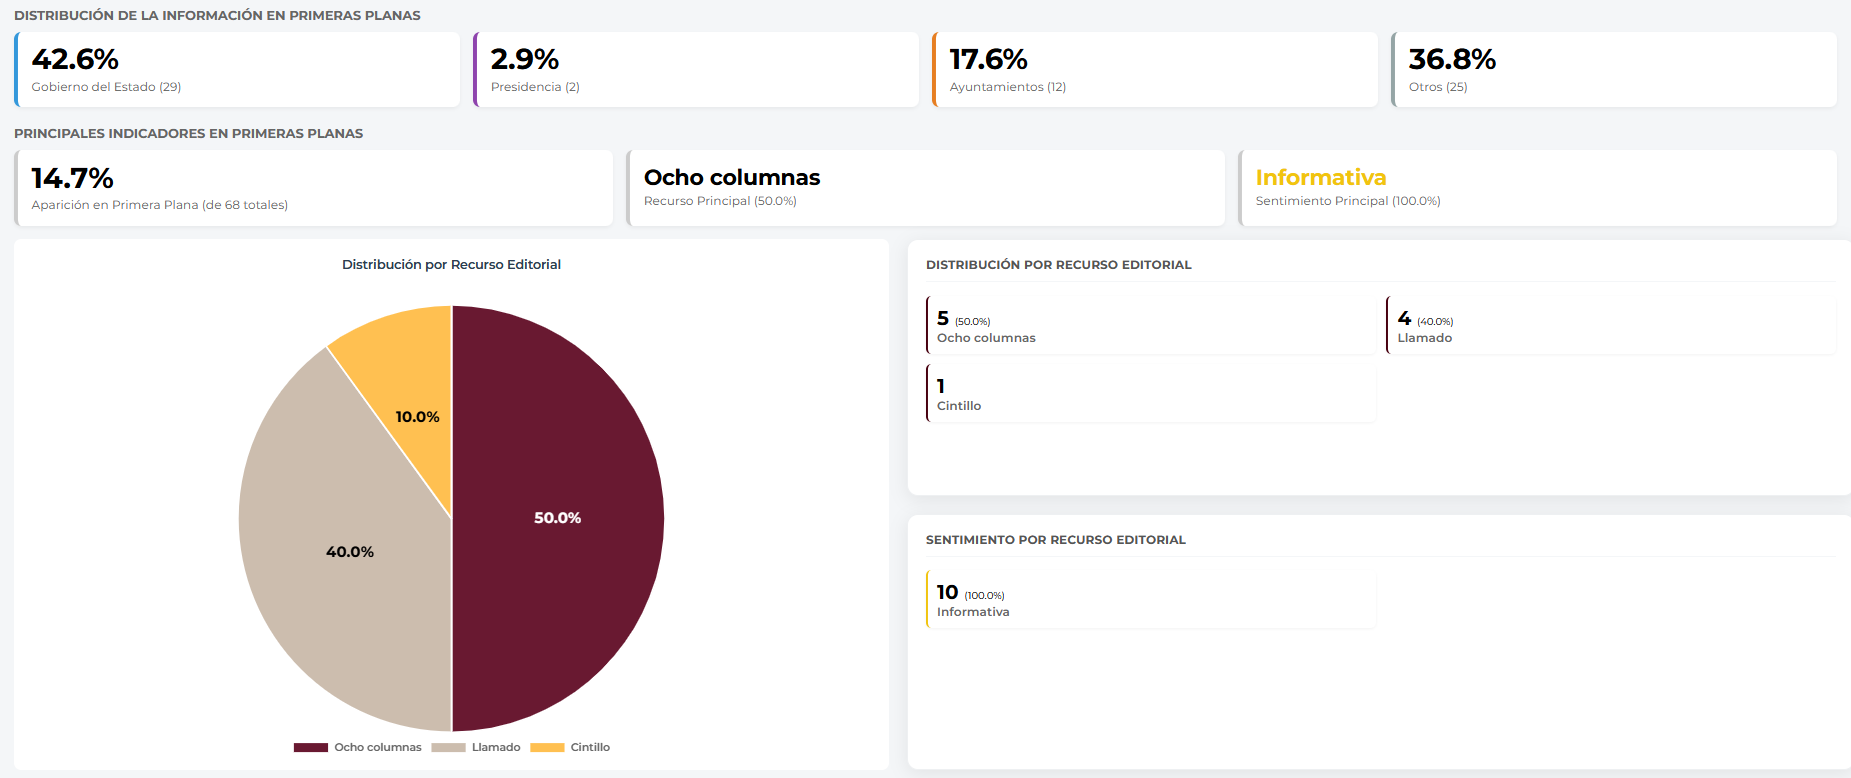 DISTRIBUCIÓN DE LA INFORMACIÓN EN PRIMERAS PLANAS
42.6%
Gobierno del Estado (29)
2.9%
Presidencia (2)
17.6%
Ayuntamientos (12)
36.8%
Otros (25)
PRINCIPALES INDICADORES EN PRIMERAS PLANAS
14.7%
Aparición en Primera Plana (de 68 totales)
Ocho columnas
Recurso Principal (50.0%)
Informativa
Sentimiento Principal (100.0%)
Distribución por Recurso Editorial
10.0%
50.0%
40.0%
Ocho columnas Llamado Cintillo
DISTRIBUCIÓN POR RECURSO EDITORIAL
5 (50.0%)
Ocho columnas
4 (40.0%)
Llamado
1
Cintillo
SENTIMIENTO POR RECURSO EDITORIAL
10 (100.0%)
Informativa